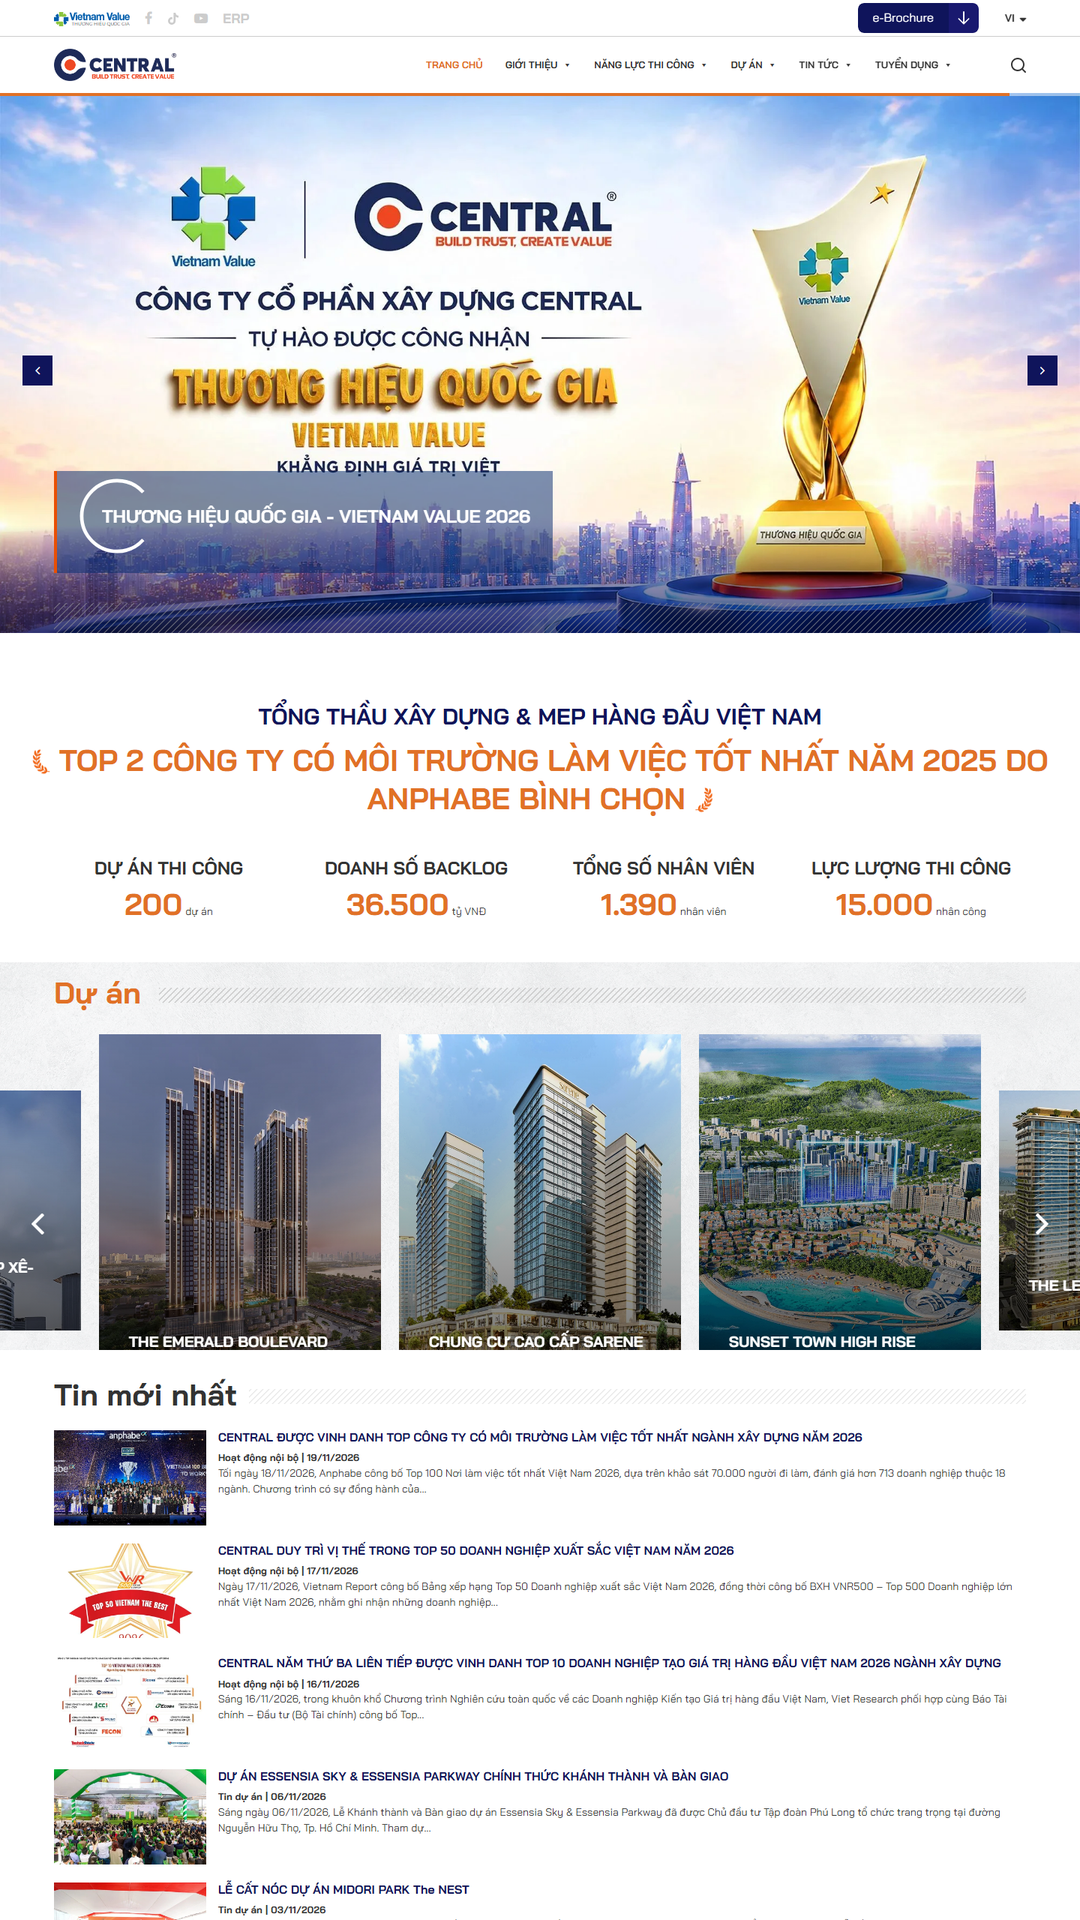 Vietnam Value
THƯƠNG HIỆU QUỐC GIA
ERP
e-Brochure
VI
CENTRAL®
BUILD TRUST, CREATE VALUE
TRANG CHỦ
GIỚI THIỆU
NĂNG LỰC THI CÔNG
DỰ ÁN
TIN TỨC
TUYỂN DỤNG
Vietnam Value
CENTRAL®
BUILD TRUST, CREATE VALUE
CÔNG TY CỔ PHẦN XÂY DỰNG CENTRAL
TỰ HÀO ĐƯỢC CÔNG NHẬN
THƯƠNG HIỆU QUỐC GIA
VIETNAM VALUE
KHẲNG ĐỊNH GIÁ TRỊ VIỆT
Vietnam Value
THƯƠNG HIỆU QUỐC GIA
THƯƠNG HIỆU QUỐC GIA - VIETNAM VALUE 2026
TỔNG THẦU XÂY DỰNG & MEP HÀNG ĐẦU VIỆT NAM
TOP 2 CÔNG TY CÓ MÔI TRƯỜNG LÀM VIỆC TỐT NHẤT NĂM 2025 DO
ANPHABE BÌNH CHỌN
DỰ ÁN THI CÔNG
200 dự án
DOANH SỐ BACKLOG
36.500 tỷ VNĐ
TỔNG SỐ NHÂN VIÊN
1.390 nhân viên
LỰC LƯỢNG THI CÔNG
15.000 nhân công
Dự án
P XÊ-
THE EMERALD BOULEVARD
CHUNG CƯ CAO CẤP SARENE
SUNSET TOWN HIGH RISE
THE LE
Tin mới nhất
anphabe
CENTRAL ĐƯỢC VINH DANH TOP CÔNG TY CÓ MÔI TRƯỜNG LÀM VIỆC TỐT NHẤT NGÀNH XÂY DỰNG NĂM 2026
Hoạt động nội bộ | 19/11/2026
Tối ngày 18/11/2026, Anphabe công bố Top 100 Nơi làm việc tốt nhất Việt Nam 2026, dựa trên khảo sát 70.000 người đi làm, đánh giá hơn 713 doanh nghiệp thuộc 18
ngành. Chương trình có sự đồng hành của...
VNR
TOP 50 VIETNAM THE BEST
CENTRAL DUY TRÌ VỊ THẾ TRONG TOP 50 DOANH NGHIỆP XUẤT SẮC VIỆT NAM NĂM 2026
Hoạt động nội bộ | 17/11/2026
Ngày 17/11/2026, Vietnam Report công bố Bảng xếp hạng Top 50 Doanh nghiệp xuất sắc Việt Nam 2026, đồng thời công bố BXH VNR500 – Top 500 Doanh nghiệp lớn
nhất Việt Nam 2026, nhằm ghi nhận những doanh nghiệp...
FECON
CENTRAL NĂM THỨ BA LIÊN TIẾP ĐƯỢC VINH DANH TOP 10 DOANH NGHIỆP TẠO GIÁ TRỊ HÀNG ĐẦU VIỆT NAM 2026 NGÀNH XÂY DỰNG
Hoạt động nội bộ | 16/11/2026
Sáng 16/11/2026, trong khuôn khổ Chương trình Nghiên cứu toàn quốc về các Doanh nghiệp Kiến tạo Giá trị hàng đầu Việt Nam, Viet Research phối hợp cùng Báo Tài
chính – Đầu tư (Bộ Tài chính) công bố Top...
DỰ ÁN ESSENSIA SKY & ESSENSIA PARKWAY CHÍNH THỨC KHÁNH THÀNH VÀ BÀN GIAO
Tin dự án | 06/11/2026
Sáng ngày 06/11/2026, Lễ Khánh thành và Bàn giao dự án Essensia Sky & Essensia Parkway đã được Chủ đầu tư Tập đoàn Phú Long tổ chức trang trọng tại đường
Nguyễn Hữu Thọ, Tp. Hồ Chí Minh. Tham dự...
LỄ CẤT NÓC DỰ ÁN MIDORI PARK The NEST
Tin dự án | 03/11/2026